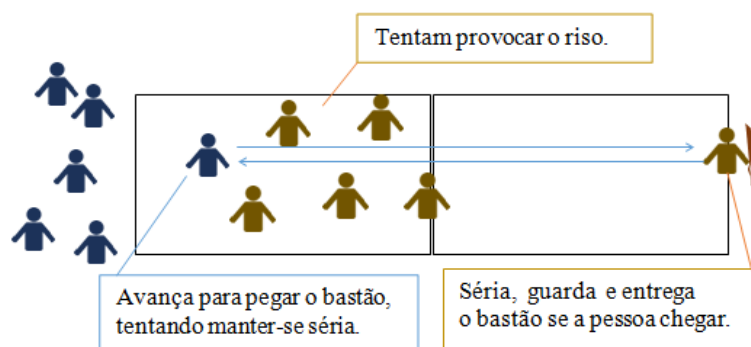 Tentam provocar o riso.
Avança para pegar o bastão,
tentando manter-se séria.
Séria, guarda e entrega
o bastão se a pessoa chegar.